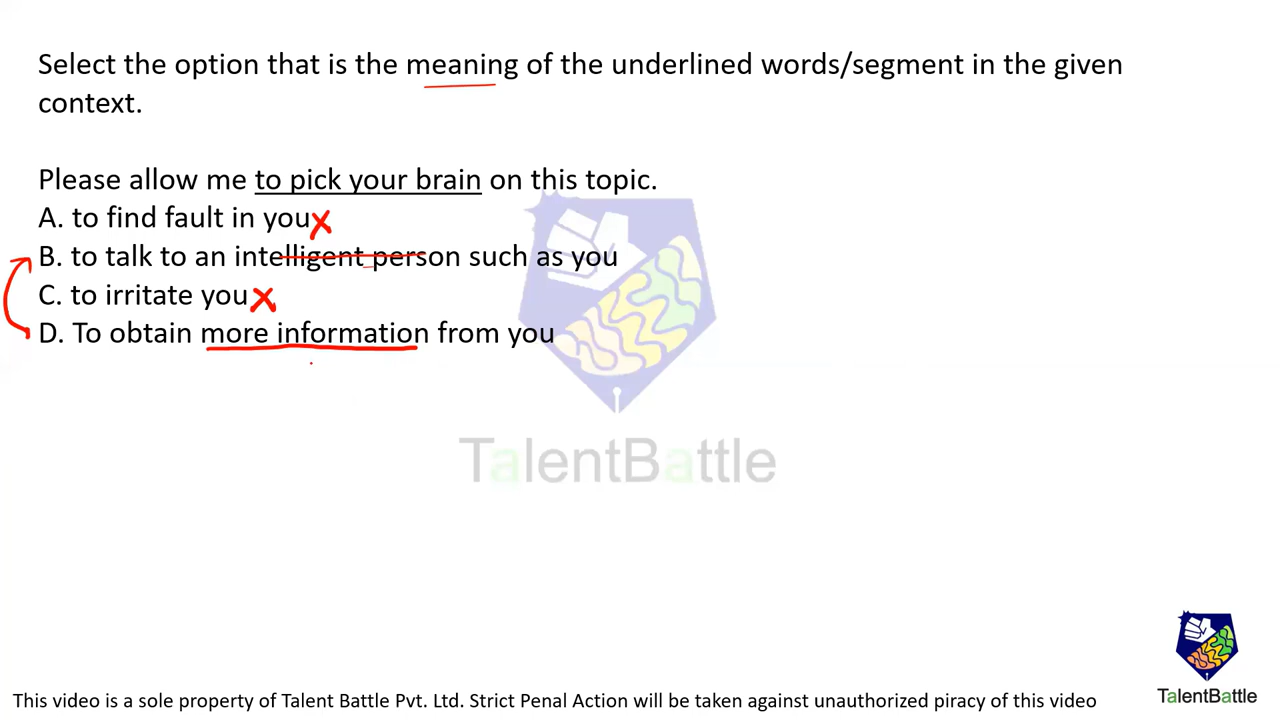 Select the option that is the meaning of the underlined words/segment in the given
context.
Please allow me to pick your brain on this topic.
A. to find fault in you
B. to talk to an intelligent person such as you
C. to irritate you
D. To obtain more information from you
TalentBattle
TalentBattle
This video is a sole property of Talent Battle Pvt. Ltd. Strict Penal Action will be taken against unauthorized piracy of this video